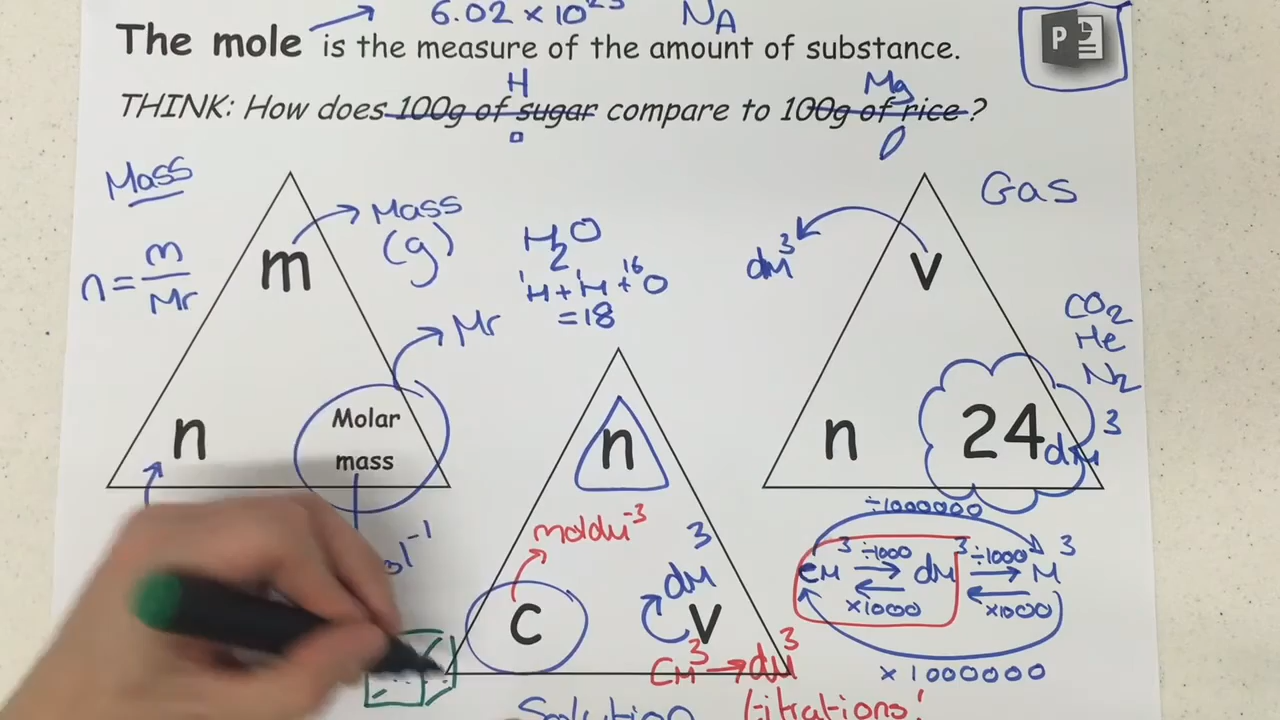 6.02 × 10²³ NA
The mole is the measure of the amount of substance.
H Mg
THINK: How does 100g of sugar compare to 100g of rice ?
Mass
m
Mass
(g)
n = m/Mr
n
Molar
mass
Mr
H₂O
¹H + ¹H + ¹⁶O
= 18
n
c
moldm⁻³
v
dm³
cm³ → dm³
Solution titrations!
Gas
v
dm³
n
24 dm³
CO₂
He
N₂
÷1000000
cm³ ÷1000 dm³ ÷1000 m³
×1000 ×1000
×1000000
P